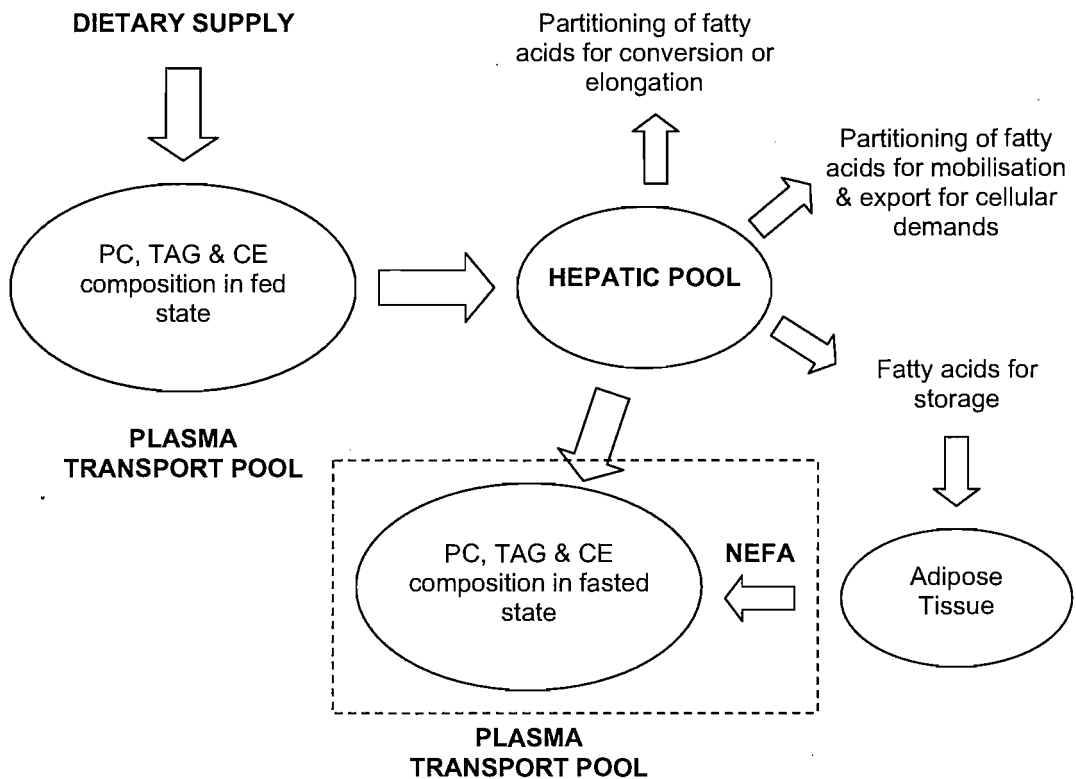 DIETARY SUPPLY
Partitioning of fatty
acids for conversion or
elongation
Partitioning of fatty
acids for mobilisation
& export for cellular
demands
PC, TAG & CE
composition in fed
state
HEPATIC POOL
Fatty acids for
storage
PLASMA
TRANSPORT POOL
PC, TAG & CE
composition in fasted
state
NEFA
Adipose
Tissue
PLASMA
TRANSPORT POOL